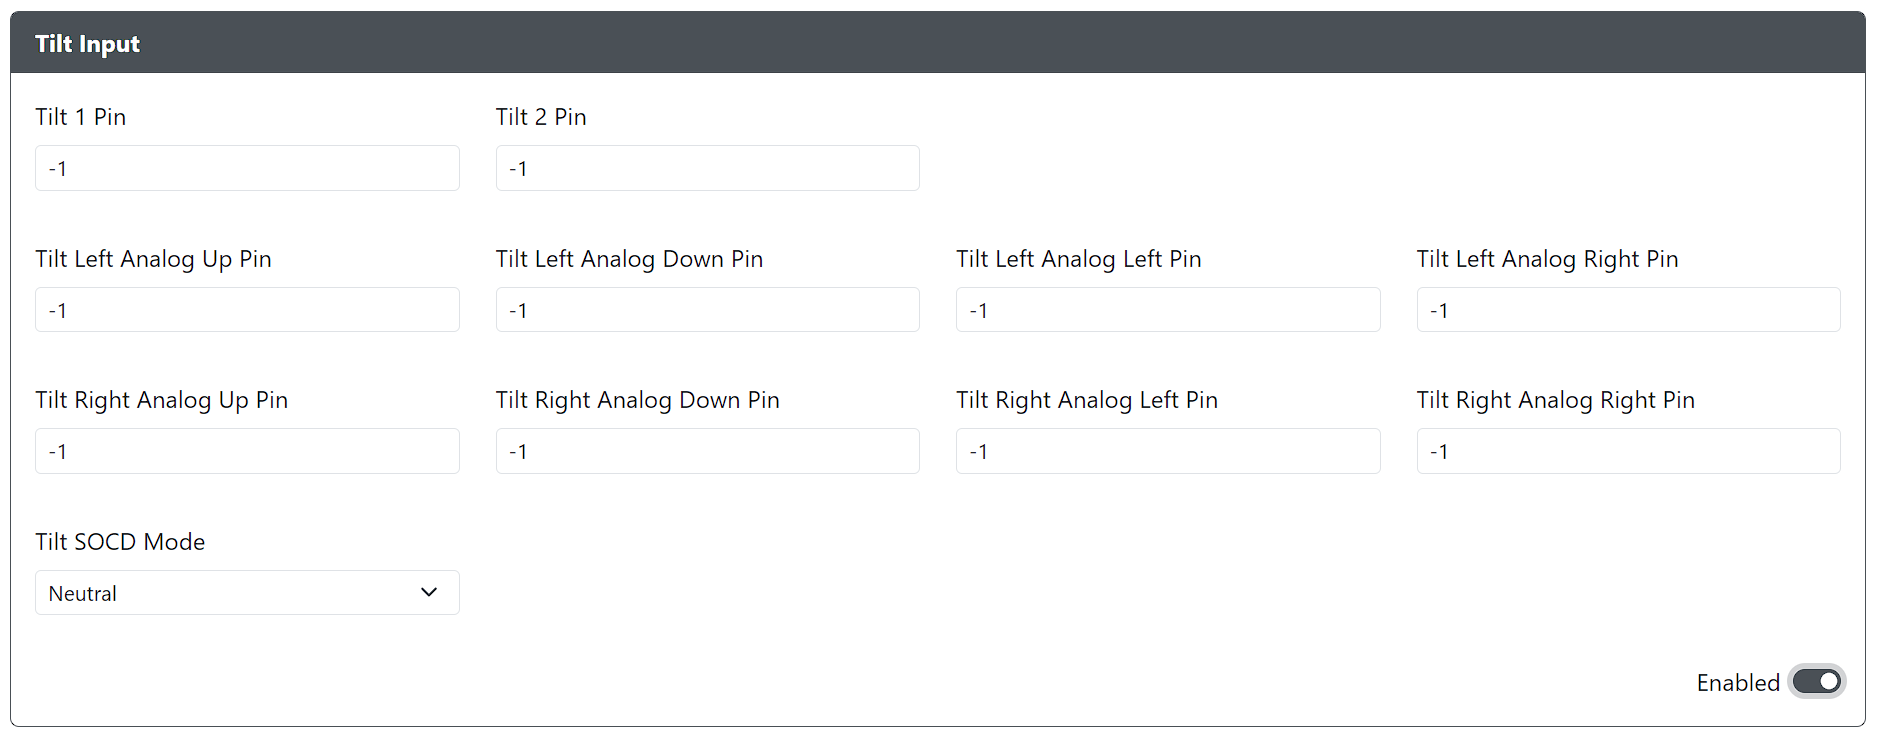 Tilt Input
Tilt 1 Pin
Tilt 2 Pin
-1
-1
Tilt Left Analog Up Pin
Tilt Left Analog Down Pin
Tilt Left Analog Left Pin
Tilt Left Analog Right Pin
-1
-1
-1
-1
Tilt Right Analog Up Pin
Tilt Right Analog Down Pin
Tilt Right Analog Left Pin
Tilt Right Analog Right Pin
-1
-1
-1
-1
Tilt SOCD Mode
Neutral
Enabled